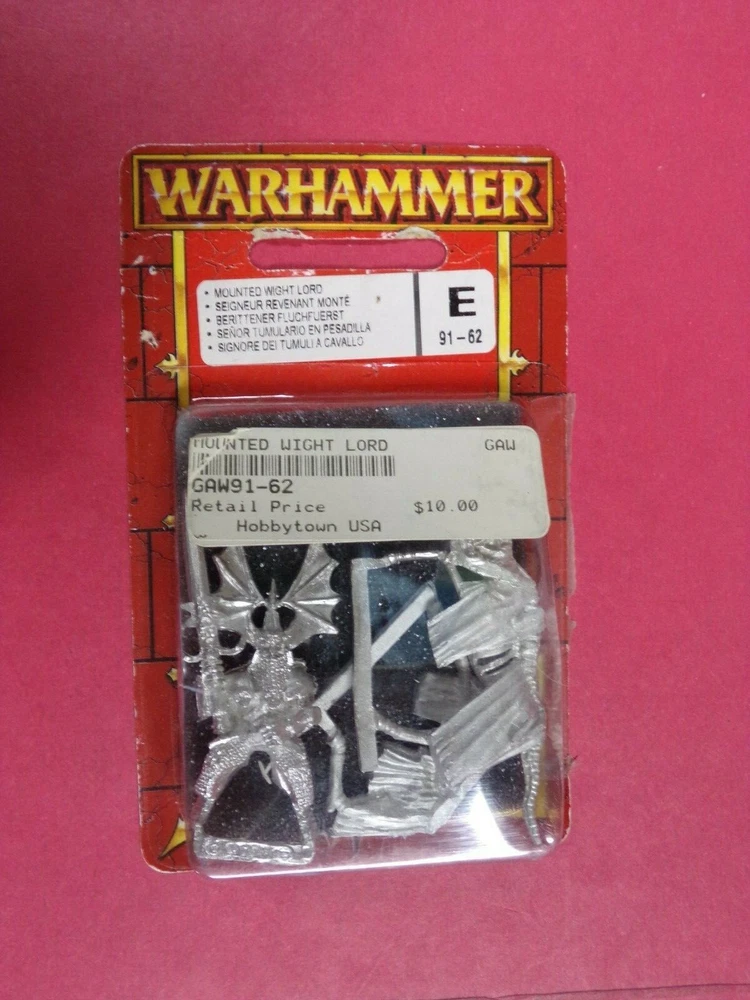 WARHAMMER
• MOUNTED WIGHT LORD
• SEIGNEUR REVENANT MONTÉ
• BERITTENER FLUCHFUERST
• SEÑOR TUMULARIO EN PESADILLA
• SIGNORE DEI TUMULI A CAVALLO
E
91-62
MOUNTED WIGHT LORD GAW
GAW91-62
Retail Price $10.00
Hobbytown USA